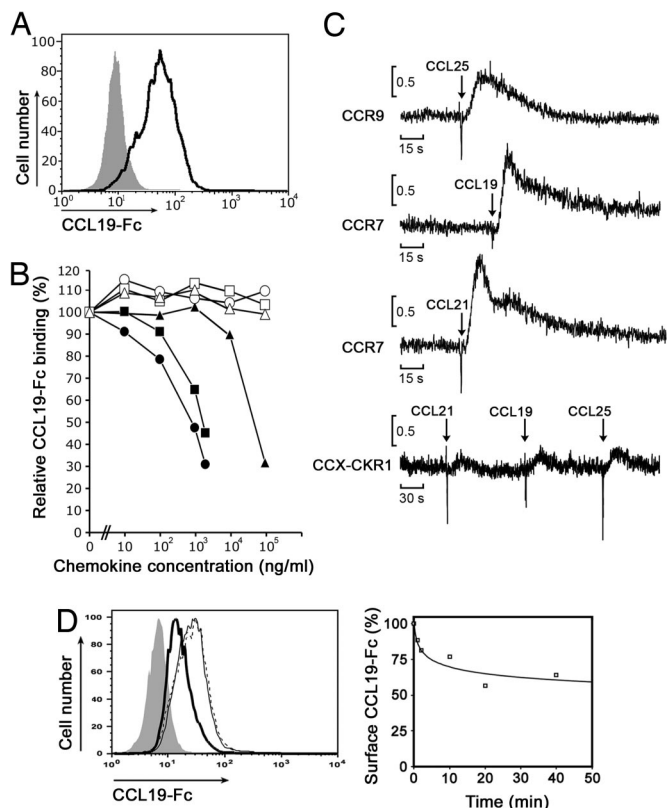 A
Cell number
100
80
60
40
20
0
10^0 10^1 10^2 10^3 10^4
CCL19-Fc
B
Relative CCL19-Fc binding (%)
120
110
100
90
80
70
60
50
40
30
20
10
0
0 10 10^2 10^3 10^4 10^5
Chemokine concentration (ng/ml)
C
0.5
CCL25
CCR9
15 s
0.5
CCL19
CCR7
15 s
0.5
CCL21
CCR7
15 s
0.5
CCL21 CCL19 CCL25
CCX-CKR1
30 s
D
Cell number
100
80
60
40
20
0
10^0 10^1 10^2 10^3 10^4
CCL19-Fc
Surface CCL19-Fc (%)
100
75
50
25
0
0 10 20 30 40 50
Time (min)